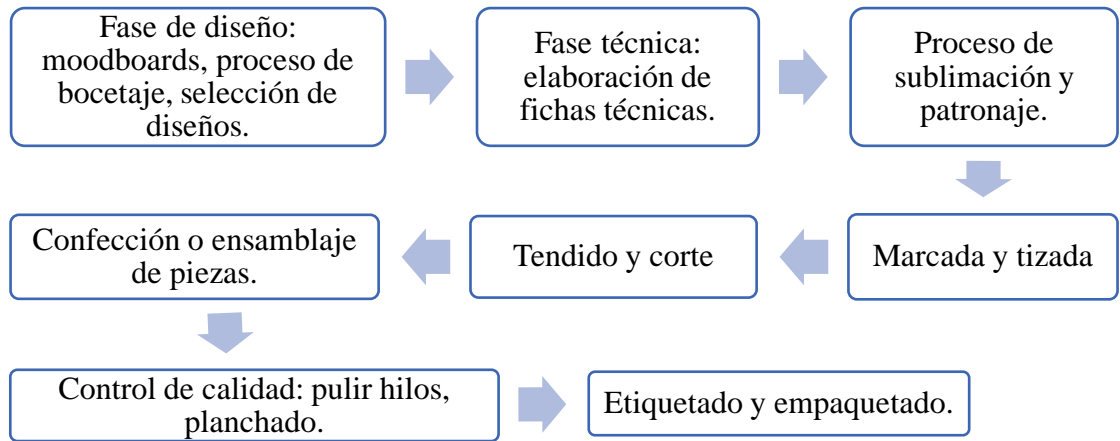 Fase de diseño:
moodboards, proceso de
bocetaje, selección de
diseños.
Fase técnica:
elaboración de
fichas técnicas.
Proceso de
sublimación y
patronaje.
Marcada y tizada
Tendido y corte
Confección o ensamblaje
de piezas.
Control de calidad: pulir hilos,
planchado.
Etiquetado y empaquetado.